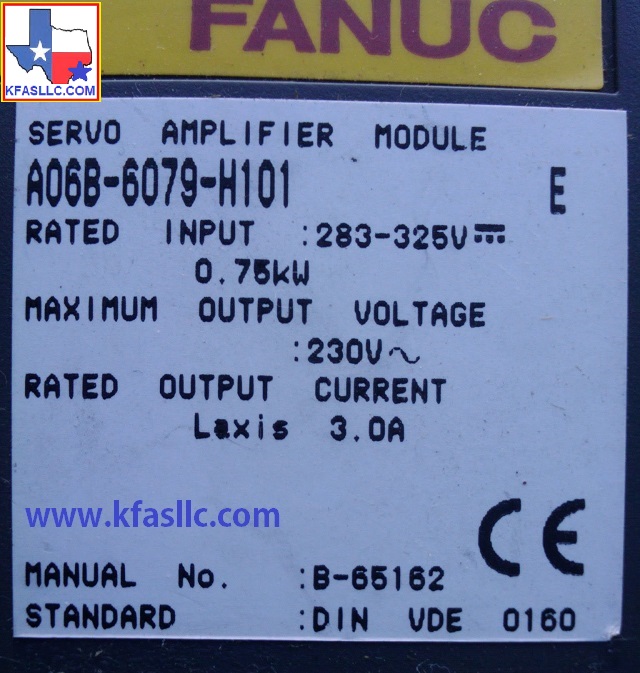 FANUC
KFASLLC.COM
SERVO AMPLIFIER MODULE
A06B-6079-H101 E
RATED INPUT :283-325V⎓
0.75kW
MAXIMUM OUTPUT VOLTAGE
:230V~
RATED OUTPUT CURRENT
Laxis 3.0A
www.kfasllc.com
CE
MANUAL No. :B-65162
STANDARD :DIN VDE 0160